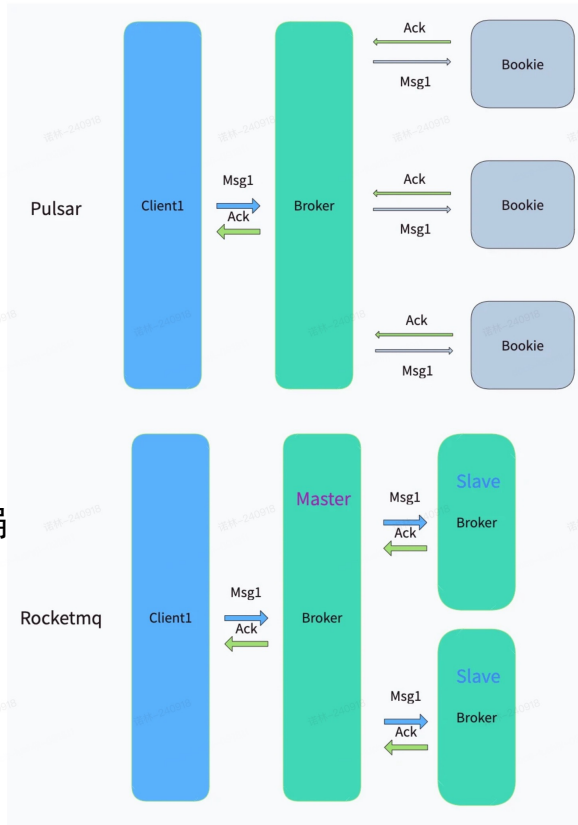 Ack
Msg1
Bookie
Pulsar
Client1
Msg1
Ack
Broker
Ack
Msg1
Bookie
Ack
Msg1
Bookie
Rocketmq
Client1
Msg1
Ack
Master
Broker
Msg1
Ack
Slave
Broker
Msg1
Ack
Slave
Broker